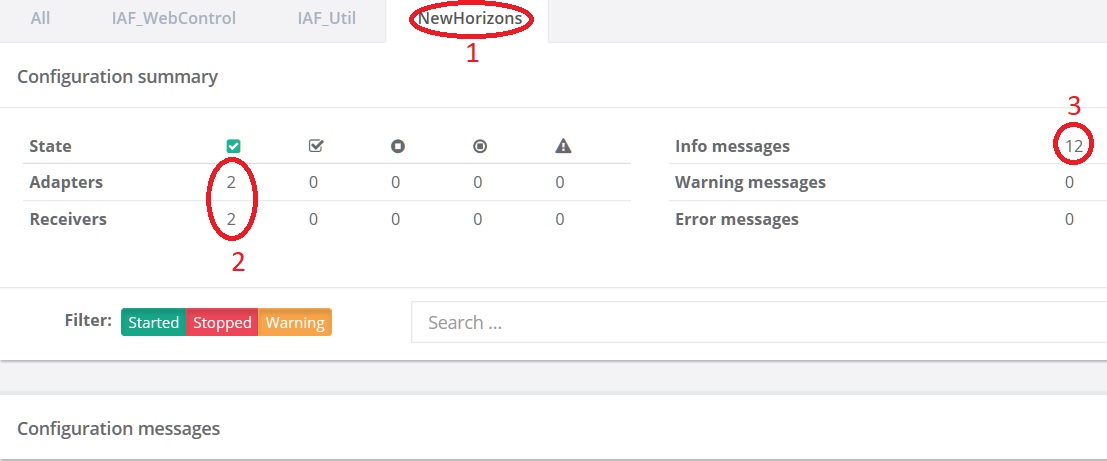 All IAF_WebControl IAF_Util NewHorizons
1
Configuration summary
3
State Info messages 12
Adapters 2 0 0 0 0 Warning messages 0
Receivers 2 0 0 0 0 Error messages 0
2
Filter: Started Stopped Warning Search ...
Configuration messages